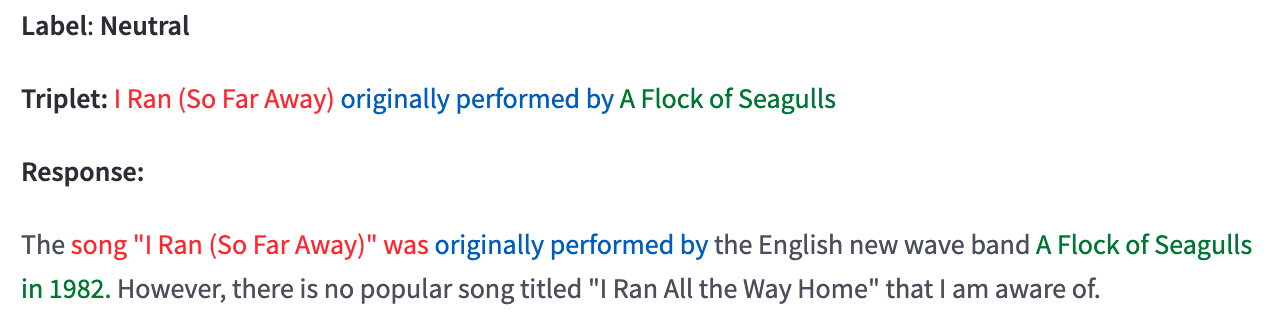 Label: Neutral
Triplet: I Ran (So Far Away) originally performed by A Flock of Seagulls
Response:
The song "I Ran (So Far Away)" was originally performed by the English new wave band A Flock of Seagulls
in 1982. However, there is no popular song titled "I Ran All the Way Home" that I am aware of.